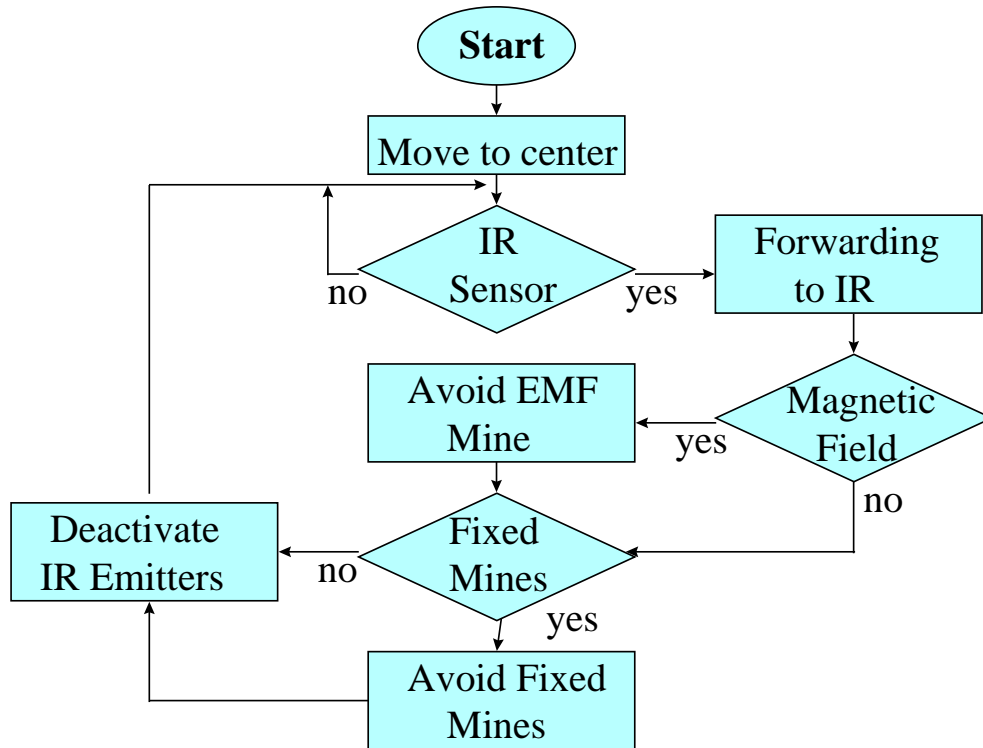 Start
Move to center
IR
Sensor
no
yes
Forwarding
to IR
Magnetic
Field
yes
no
Avoid EMF
Mine
Fixed
Mines
no
yes
Deactivate
IR Emitters
Avoid Fixed
Mines